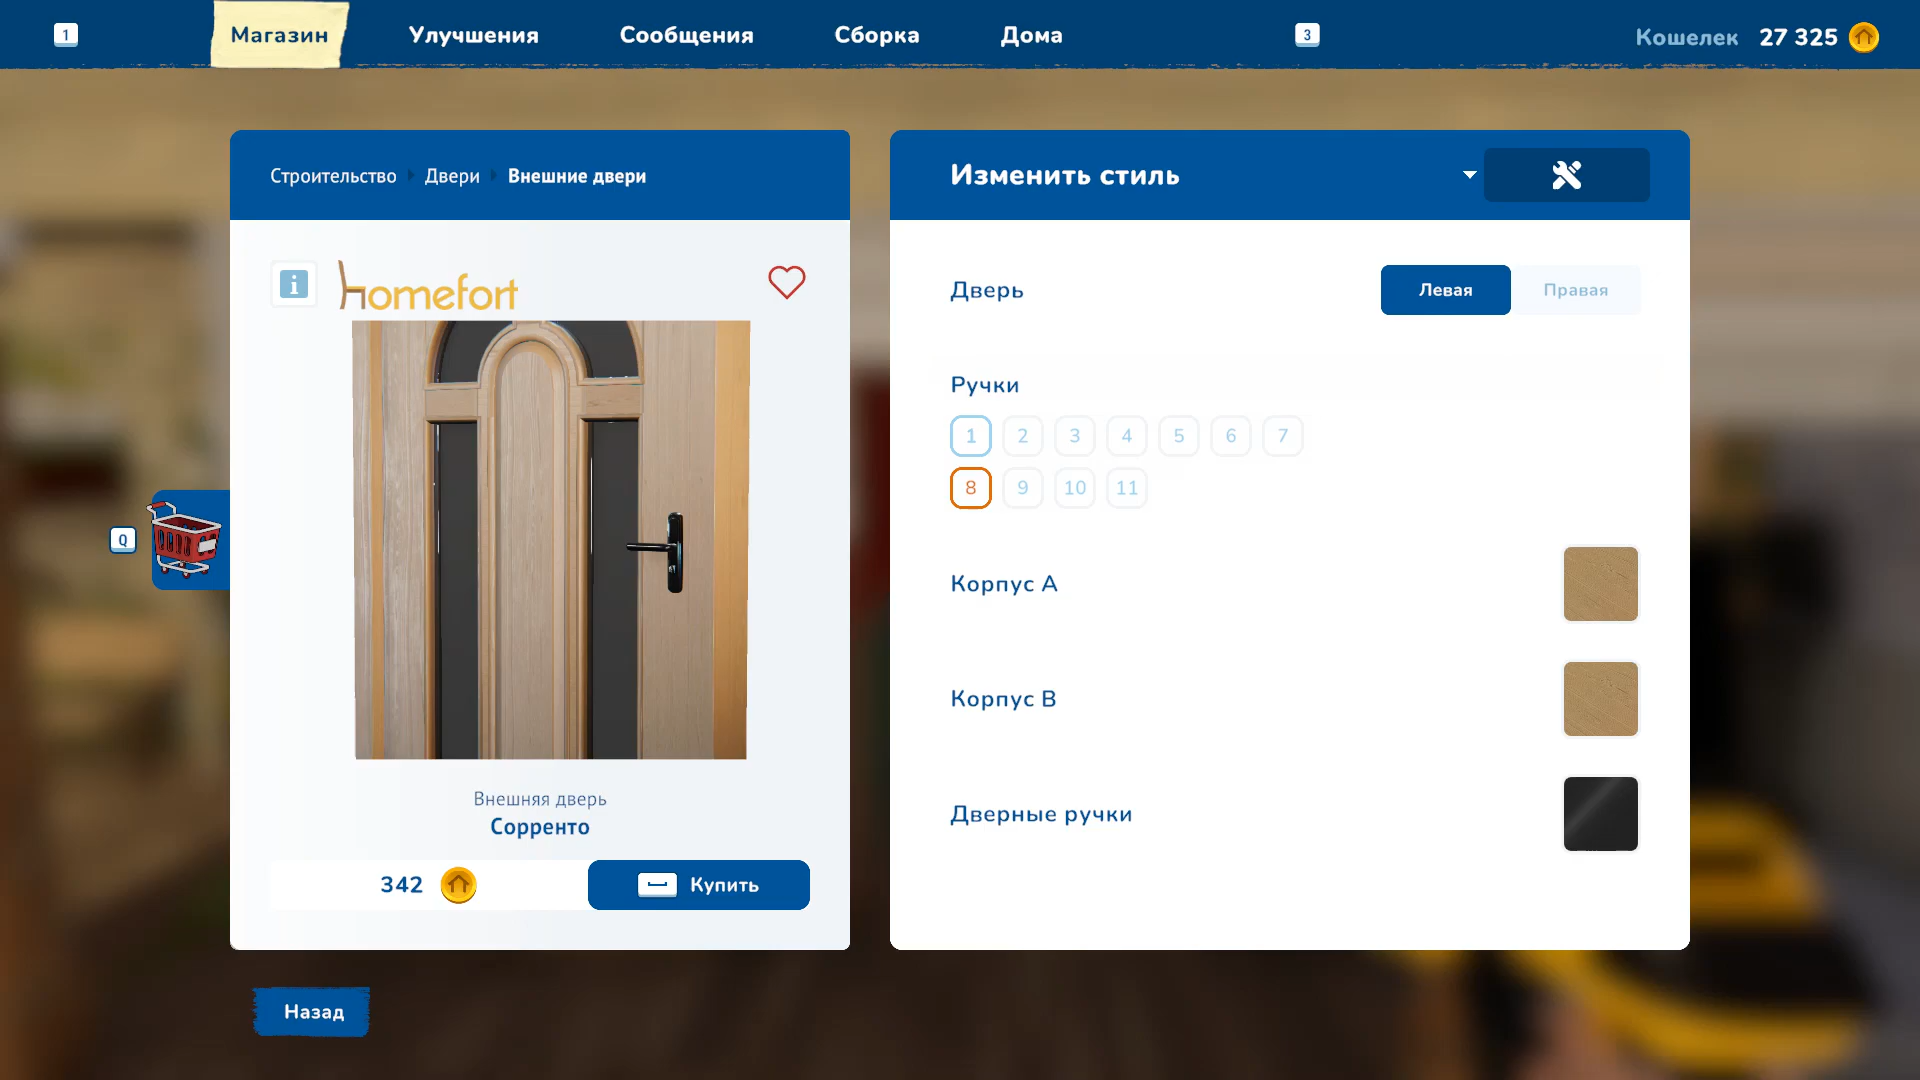 1
Магазин
Улучшения
Сообщения
Сборка
Дома
3
Кошелек 27 325
Строительство Двери Внешние двери
i
homefort
Внешняя дверь
Сорренто
342
Купить
Q
Назад
Изменить стиль
Дверь
Левая
Правая
Ручки
1 2 3 4 5 6 7
8 9 10 11
Корпус A
Корпус B
Дверные ручки